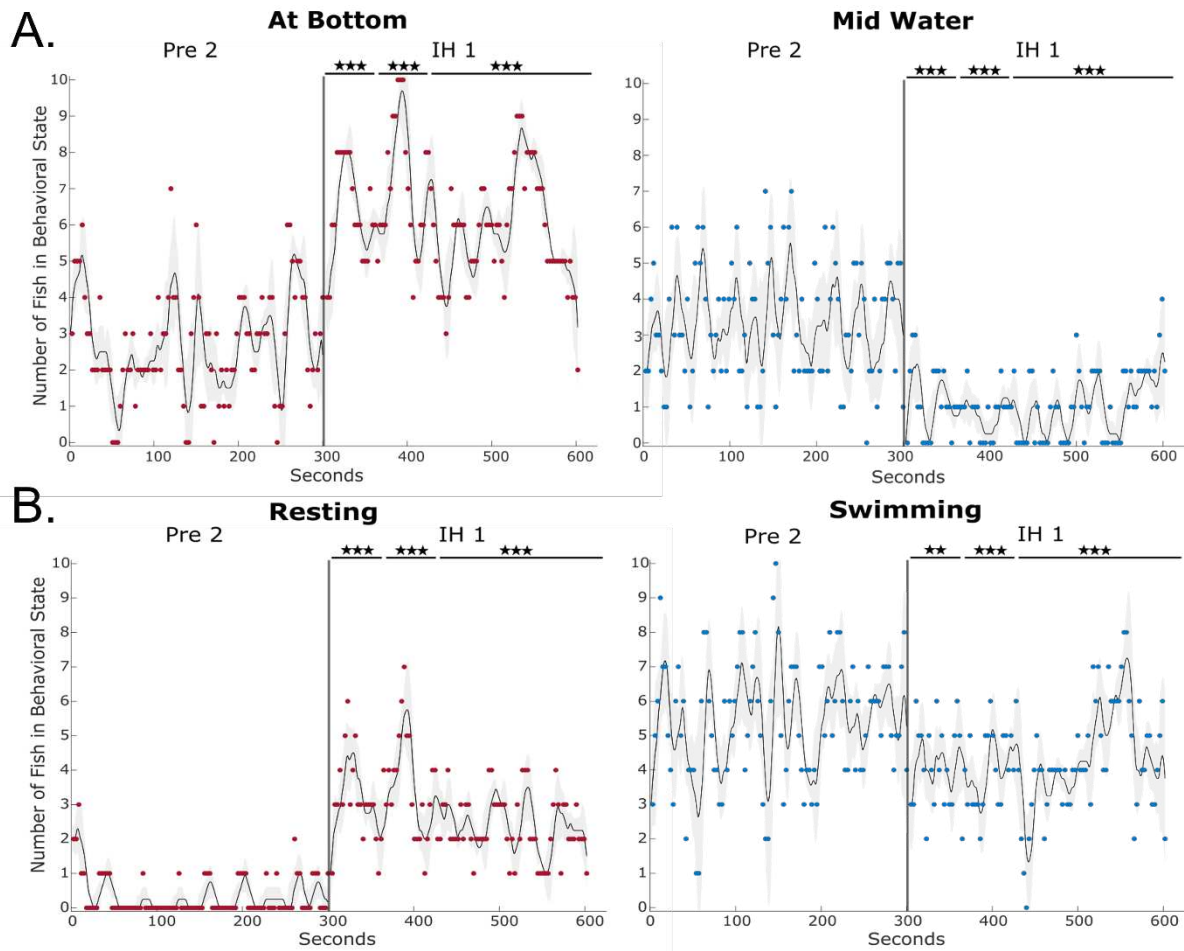 A.
At Bottom
Mid Water
Pre 2
IH 1
Pre 2
IH 1
★★★ ★★★ ★★★
★★★ ★★★ ★★★
Number of Fish in Behavioral State
10
9
8
7
6
5
4
3
2
1
0
0 100 200 300 400 500 600
Seconds
10
9
8
7
6
5
4
3
2
1
0
0 100 200 300 400 500 600
Seconds
B.
Resting
Swimming
Pre 2
IH 1
Pre 2
IH 1
★★★ ★★★ ★★★
★★ ★★★ ★★★
Number of Fish in Behavioral State
10
9
8
7
6
5
4
3
2
1
0
0 100 200 300 400 500 600
Seconds
10
9
8
7
6
5
4
3
2
1
0
0 100 200 300 400 500 600
Seconds